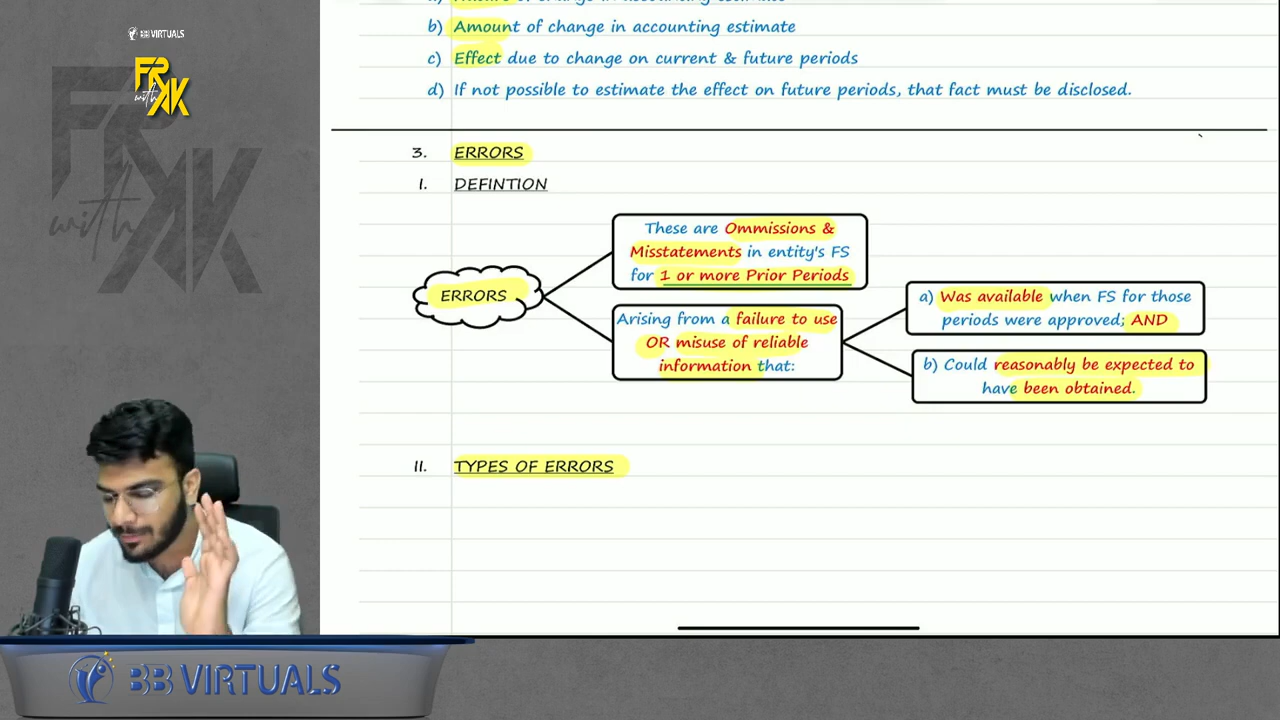 BB VIRTUALS
FR
with
AK
FR
with
AK
b) Amount of change in accounting estimate
c) Effect due to change on current & future periods
d) If not possible to estimate the effect on future periods, that fact must be disclosed.
3. ERRORS
I. DEFINTION
ERRORS
These are Ommissions &
Misstatements in entity's FS
for 1 or more Prior Periods
Arising from a failure to use
OR misuse of reliable
information that:
a) Was available when FS for those
periods were approved; AND
b) Could reasonably be expected to
have been obtained.
II. TYPES OF ERRORS
BB VIRTUALS